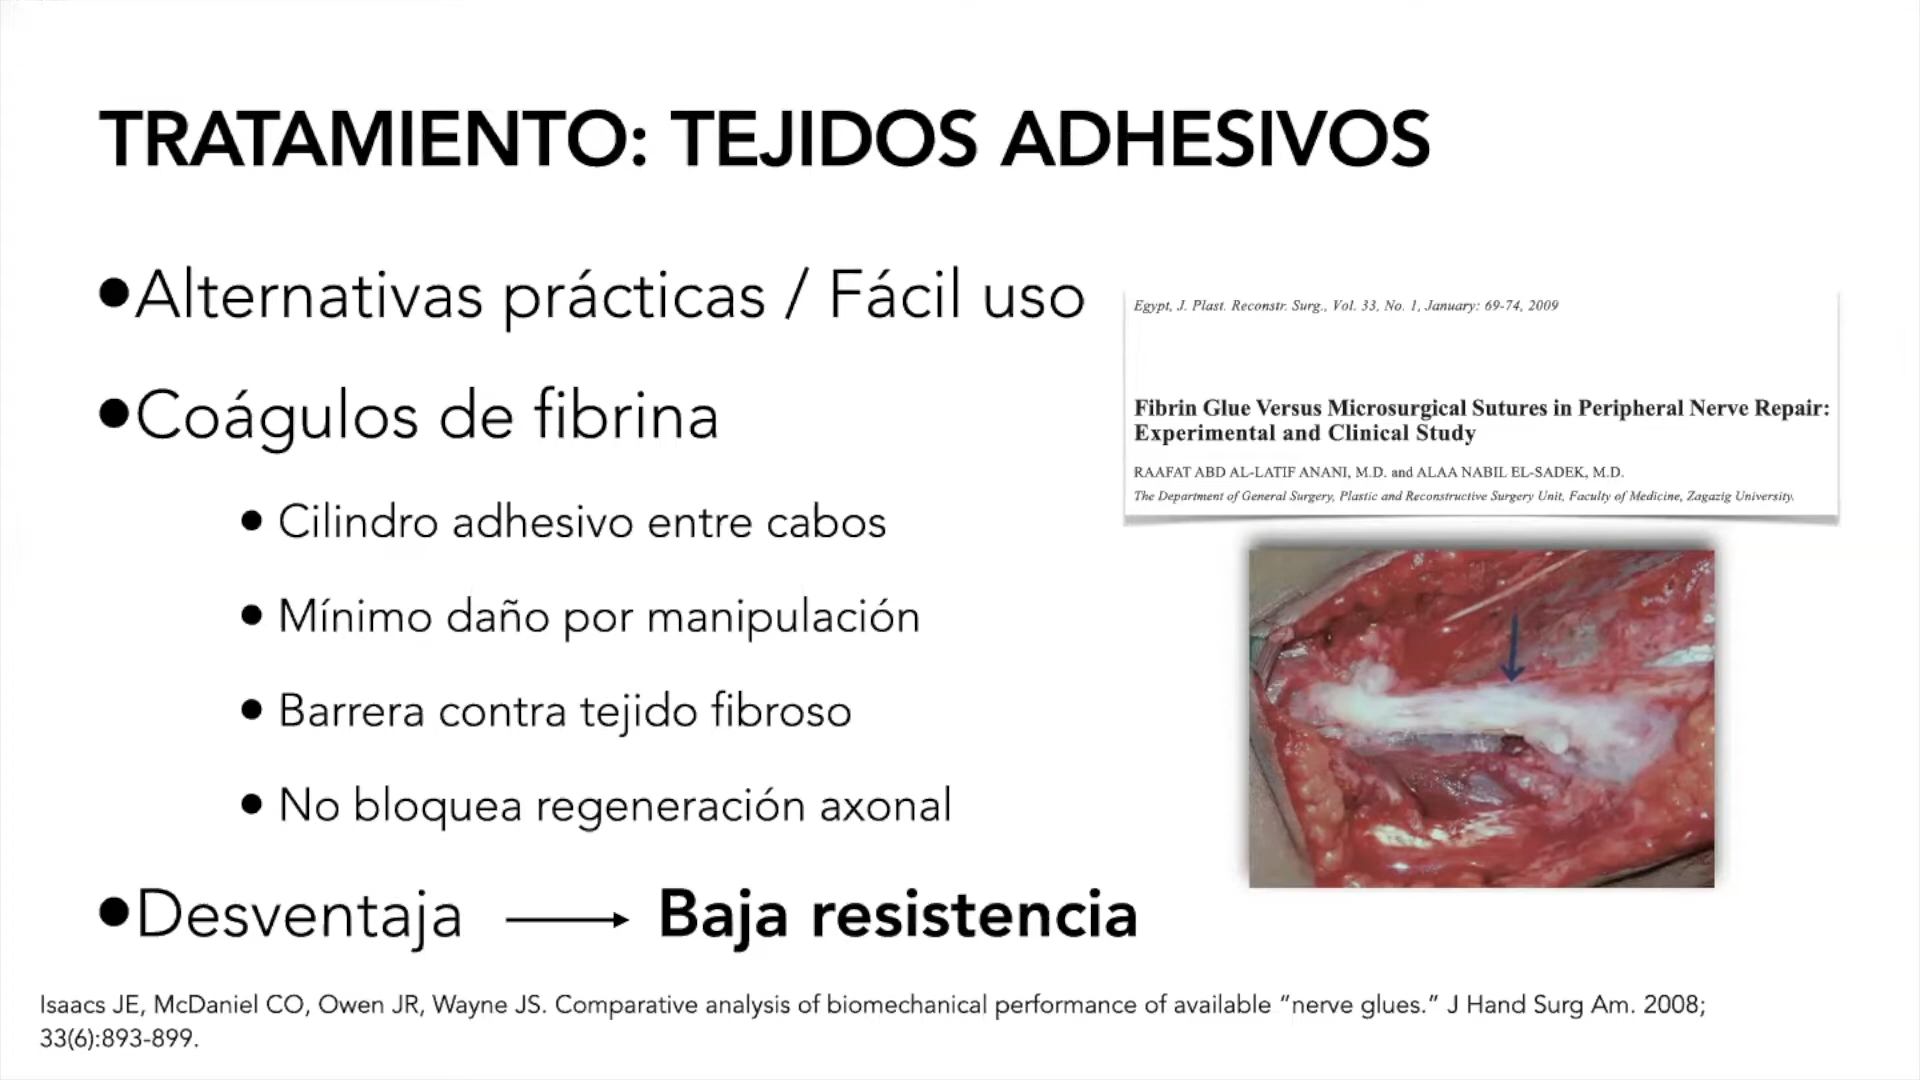 TRATAMIENTO: TEJIDOS ADHESIVOS
•Alternativas prácticas / Fácil uso
•Coágulos de fibrina
• Cilindro adhesivo entre cabos
• Mínimo daño por manipulación
• Barrera contra tejido fibroso
• No bloquea regeneración axonal
•Desventaja → Baja resistencia
Egypt, J. Plast. Reconstr. Surg., Vol. 33, No. 1, January: 69-74, 2009
Fibrin Glue Versus Microsurgical Sutures in Peripheral Nerve Repair:
Experimental and Clinical Study
RAAFAT ABD AL-LATIF ANANI, M.D. and ALAA NABIL EL-SADEK, M.D.
The Department of General Surgery, Plastic and Reconstructive Surgery Unit, Faculty of Medicine, Zagazig University.
Isaacs JE, McDaniel CO, Owen JR, Wayne JS. Comparative analysis of biomechanical performance of available “nerve glues.” J Hand Surg Am. 2008;
33(6):893-899.